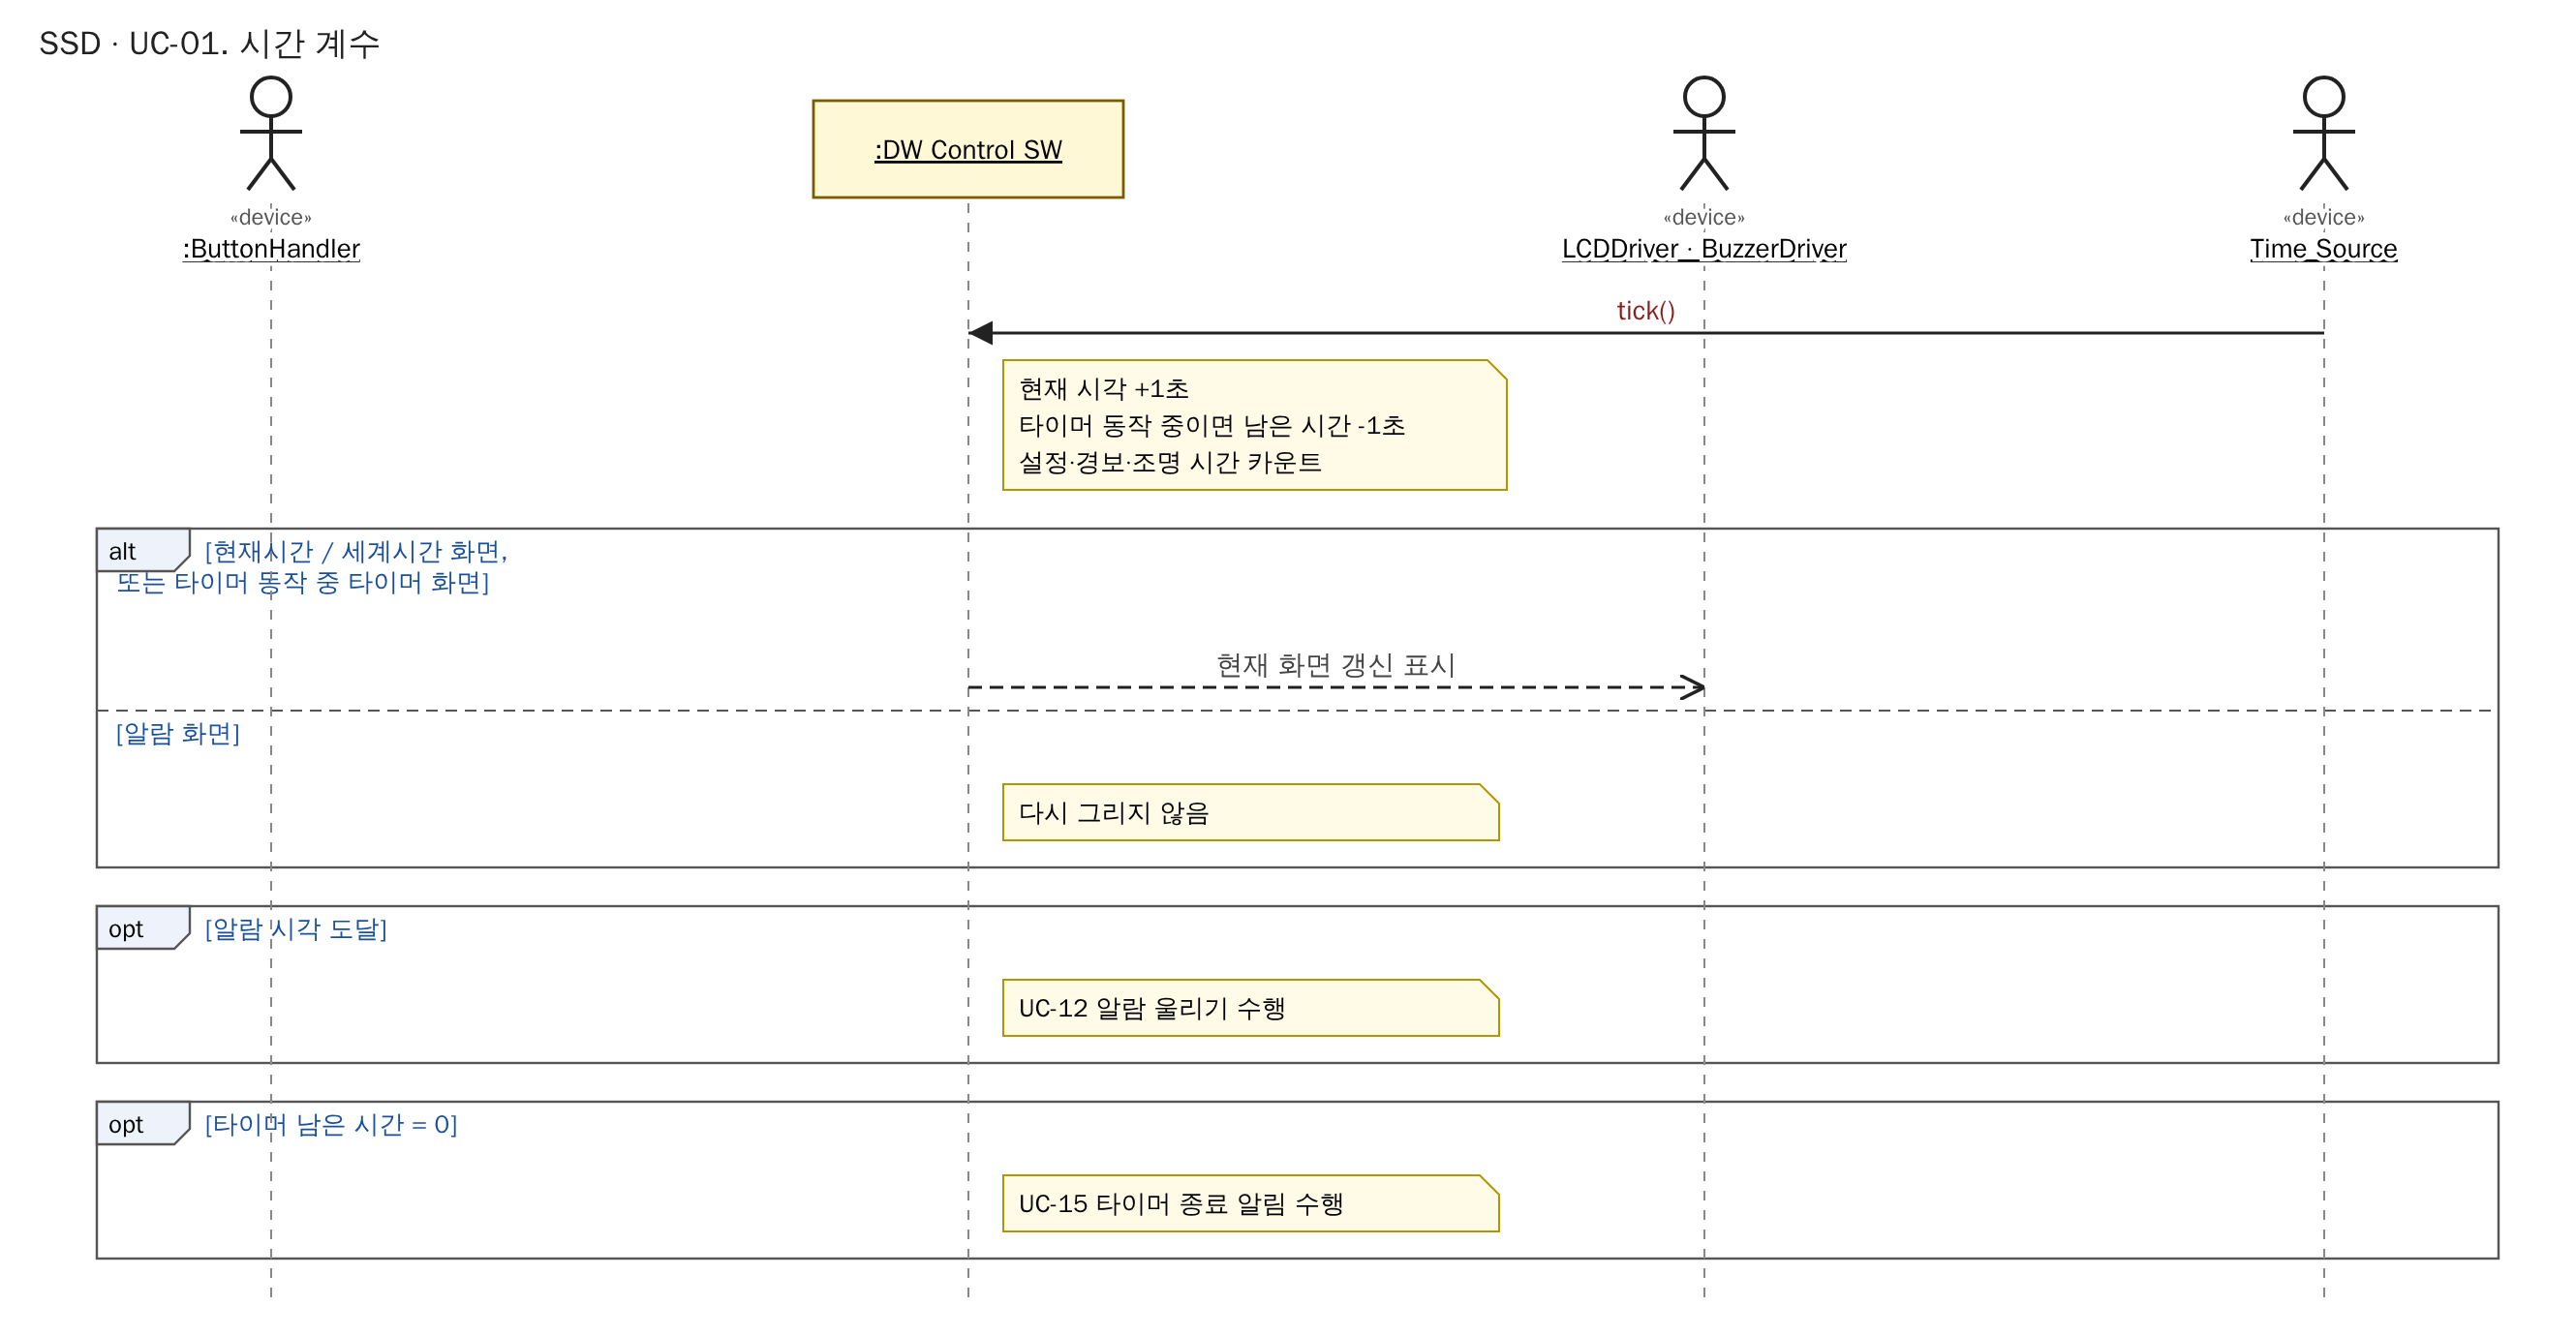 SSD · UC-01. 시간 계수
«device»
:ButtonHandler
:DW Control SW
«device»
LCDDriver · BuzzerDriver
«device»
Time Source
tick()
현재 시각 +1초
타이머 동작 중이면 남은 시간 -1초
설정·경보·조명 시간 카운트
alt
[현재시간 / 세계시간 화면,
또는 타이머 동작 중 타이머 화면]
현재 화면 갱신 표시
[알람 화면]
다시 그리지 않음
opt
[알람 시각 도달]
UC-12 알람 울리기 수행
opt
[타이머 남은 시간 = 0]
UC-15 타이머 종료 알림 수행